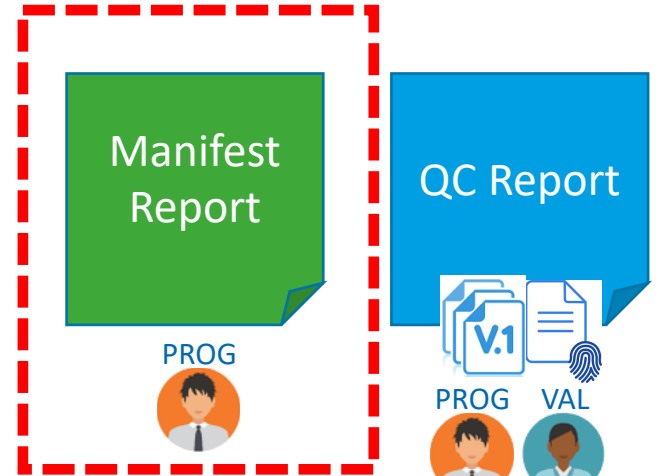 Manifest
Report
PROG
QC Report
V.1
PROG VAL